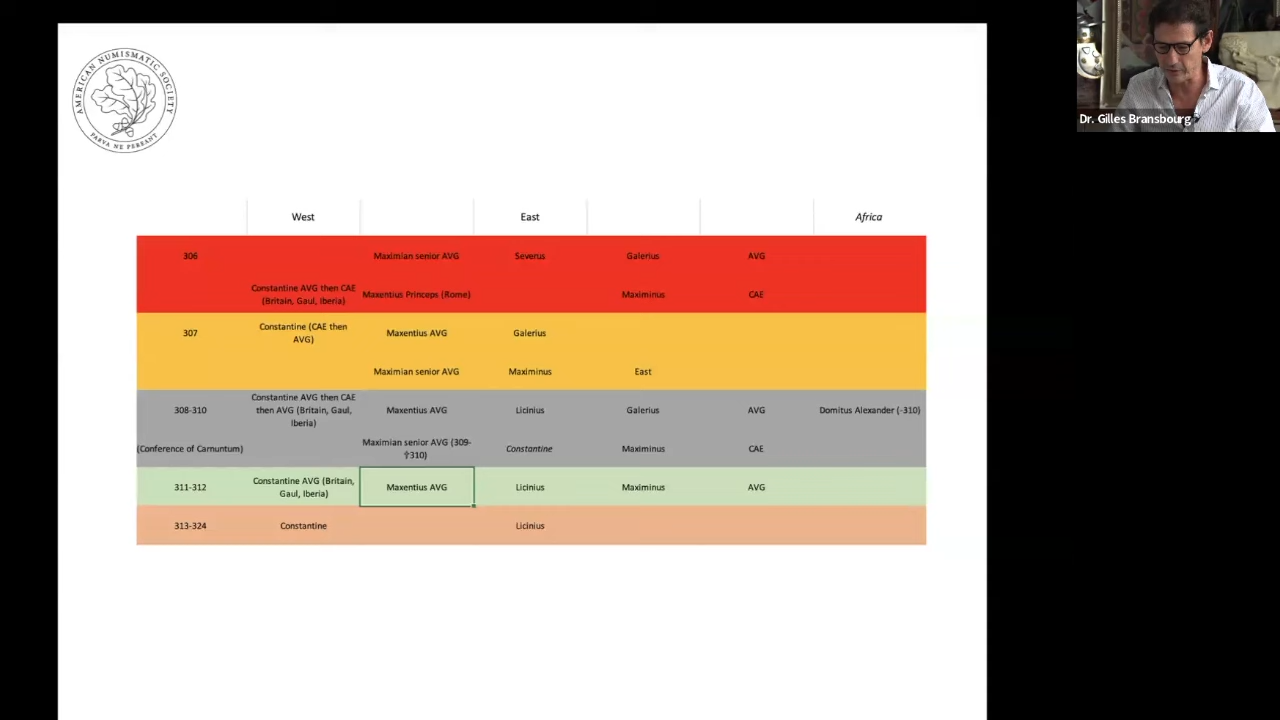 AMERICAN NUMISMATIC SOCIETY
PARVA NE PEREANT
Dr. Gilles Bransbourg
West East Africa
306 Maximian senior AVG Severus Galerius AVG
Constantine AVG then CAE
(Britain, Gaul, Iberia)
Maxentius Princeps (Rome) Maximinus CAE
307
Constantine (CAE then
AVG)
Maxentius AVG Galerius
Maximian senior AVG Maximinus East
308-310
Constantine AVG then CAE
then AVG (Britain, Gaul,
Iberia)
Maxentius AVG Licinius Galerius AVG Domitus Alexander (-310)
(Conference of Carnuntum)
Maximian senior AVG (309-
†310)
Constantine Maximinus CAE
311-312
Constantine AVG (Britain,
Gaul, Iberia)
Maxentius AVG Licinius Maximinus AVG
313-324 Constantine Licinius